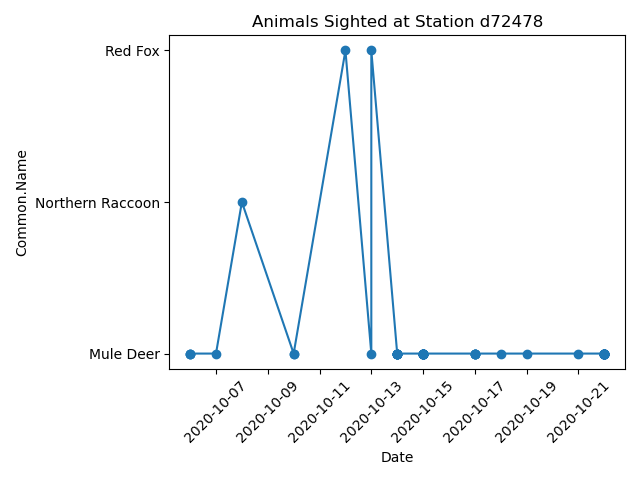 Animals Sighted at Station d72478
Red Fox
Northern Raccoon
Mule Deer
Common.Name
2020-10-07
2020-10-09
2020-10-11
2020-10-13
2020-10-15
2020-10-17
2020-10-19
2020-10-21
Date